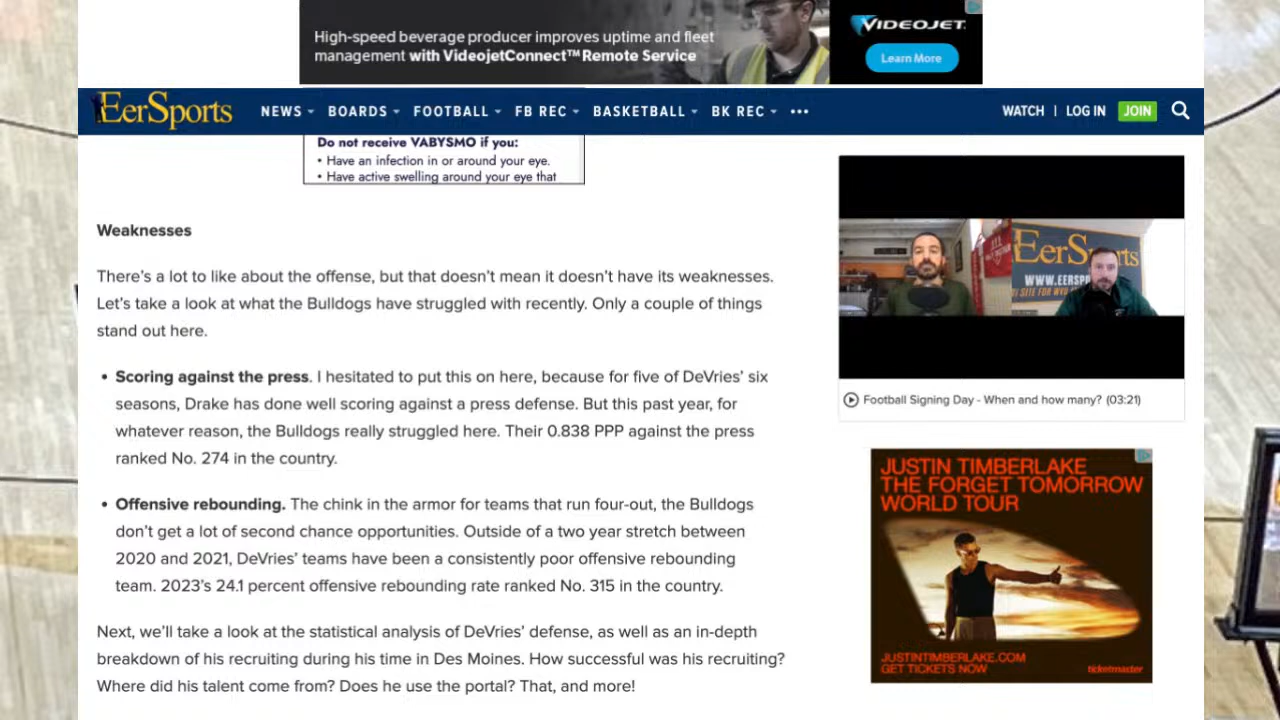 High-speed beverage producer improves uptime and fleet
management with VideojetConnect™ Remote Service
VIDEOJET.
Learn More
EerSports
NEWS BOARDS FOOTBALL FB REC BASKETBALL BK REC •••
WATCH | LOG IN JOIN
Do not receive VABYSMO if you:
• Have an infection in or around your eye.
• Have active swelling around your eye that
Weaknesses
There's a lot to like about the offense, but that doesn't mean it doesn't have its weaknesses.
Let's take a look at what the Bulldogs have struggled with recently. Only a couple of things
stand out here.
• Scoring against the press. I hesitated to put this on here, because for five of DeVries' six
seasons, Drake has done well scoring against a press defense. But this past year, for
whatever reason, the Bulldogs really struggled here. Their 0.838 PPP against the press
ranked No. 274 in the country.
• Offensive rebounding. The chink in the armor for teams that run four-out, the Bulldogs
don't get a lot of second chance opportunities. Outside of a two year stretch between
2020 and 2021, DeVries' teams have been a consistently poor offensive rebounding
team. 2023's 24.1 percent offensive rebounding rate ranked No. 315 in the country.
Next, we'll take a look at the statistical analysis of DeVries' defense, as well as an in-depth
breakdown of his recruiting during his time in Des Moines. How successful was his recruiting?
Where did his talent come from? Does he use the portal? That, and more!
EerSports
WWW.EERSP
Football Signing Day - When and how many? (03:21)
JUSTIN TIMBERLAKE
THE FORGET TOMORROW
WORLD TOUR
JUSTINTIMBERLAKE.COM
GET TICKETS NOW
ticketmaster